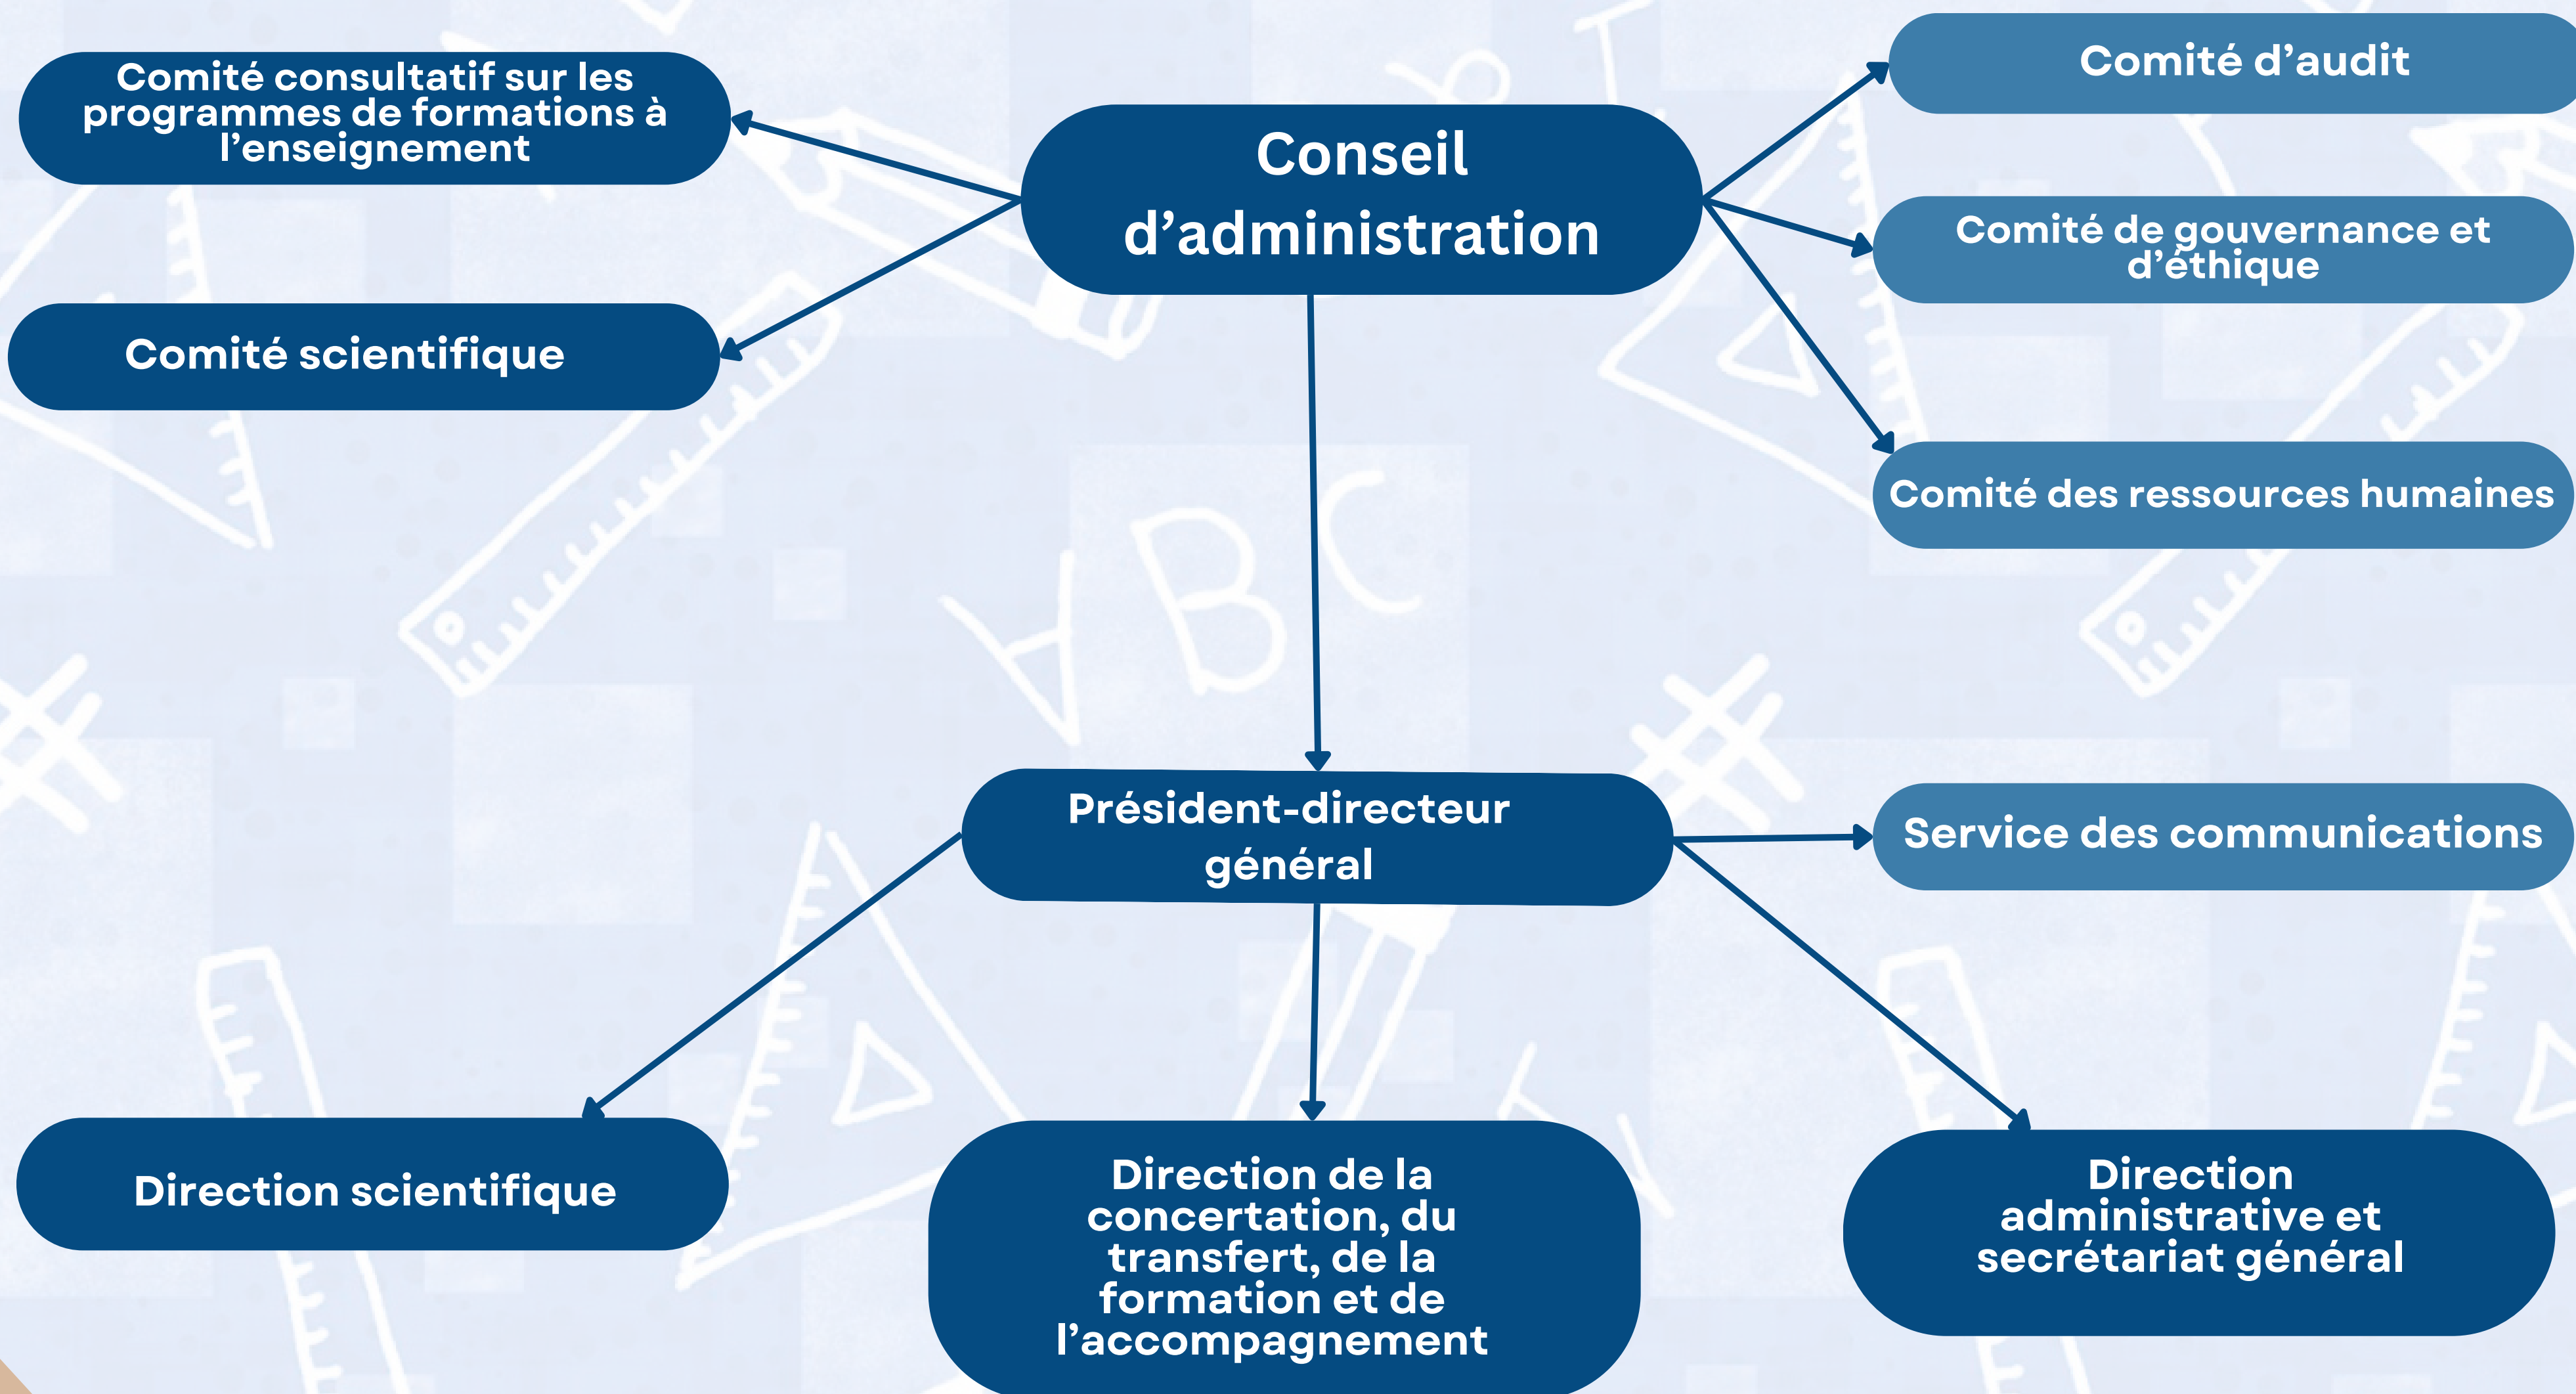 Comité consultatif sur les
programmes de formations à
l’enseignement
Conseil
d’administration
Comité d’audit
Comité de gouvernance et
d’éthique
Comité scientifique
Comité des ressources humaines
Président-directeur
général
Service des communications
Direction scientifique
Direction de la
concertation, du
transfert, de la
formation et de
l’accompagnement
Direction
administrative et
secrétariat général